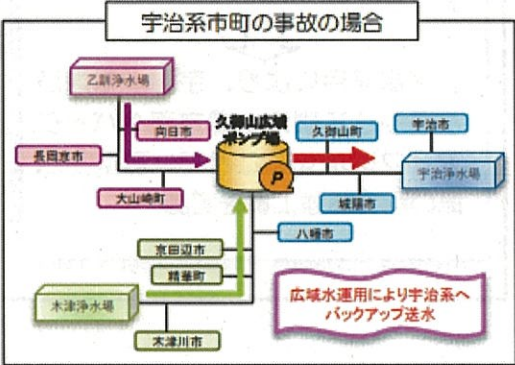 宇治系市町の事故の場合
乙訓浄水場
向日市
久御山広域
ポンプ場
久御山町
宇治市
長岡京市
P
宇治浄水場
大山崎町
城陽市
八幡市
京田辺市
精華町
木津浄水場
木津川市
広域水運用により宇治系へ
バックアップ送水